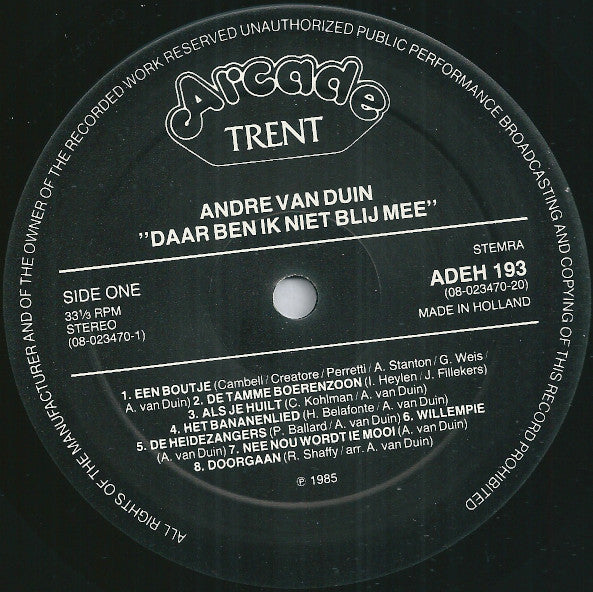 ALL RIGHTS OF THE MANUFACTURER AND OF THE OWNER OF THE RECORDED WORK RESERVED UNAUTHORIZED PUBLIC PERFORMANCE BROADCASTING AND COPYING OF THIS RECORD PROHIBITED
Arcade
TRENT
ANDRE VAN DUIN
"DAAR BEN IK NIET BLIJ MEE"
STEMRA
SIDE ONE
33⅓ RPM
STEREO
(08-023470-1)
ADEH 193
(08-023470-20)
MADE IN HOLLAND
1. EEN BOUTJE (Cambell/Creatore/Perretti/A. Stanton/G. Weis/
A. van Duin) 2. DE TAMME BOERENZOON (I. Heylen/J. Fillekers)
3. ALS JE HUILT (C. Kohlman/A. van Duin)
4. HET BANANENLIED (H. Belafonte/A. van Duin)
5. DE HEIDEZANGERS (P. Ballard/A. van Duin) 6. WILLEMPIE
(A. van Duin) 7. NEE NOU WORDT IE MOOI (A. van Duin)
8. DOORGAAN (R. Shaffy/arr. A. van Duin)
℗ 1985